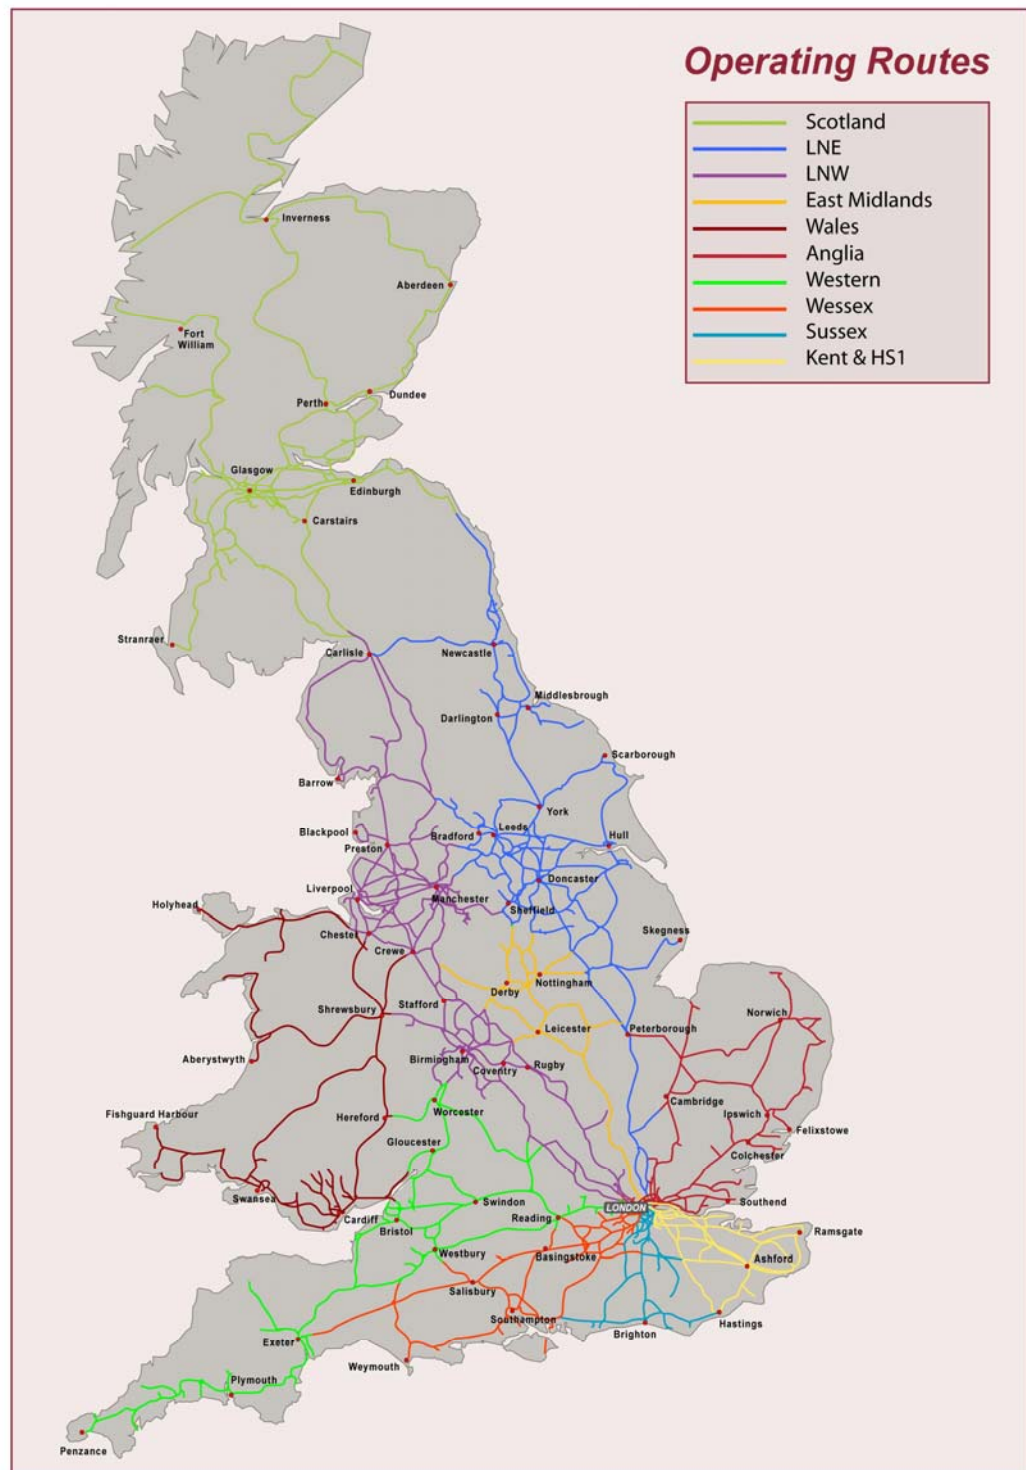 Operating Routes
Scotland
LNE
LNW
East Midlands
Wales
Anglia
Western
Wessex
Sussex
Kent & HS1
Inverness
Aberdeen
Fort
William
Perth
Dundee
Glasgow
Edinburgh
Carstairs
Stranraer
Carlisle
Newcastle
Middlesbrough
Darlington
Scarborough
Barrow
York
Blackpool
Bradford
Leeds
Hull
Preston
Liverpool
Manchester
Doncaster
Holyhead
Sheffield
Chester
Skegness
Crewe
Derby
Nottingham
Stafford
Shrewsbury
Norwich
Leicester
Peterborough
Aberystwyth
Birmingham
Coventry
Rugby
Cambridge
Fishguard Harbour
Hereford
Worcester
Ipswich
Felixstowe
Gloucester
Colchester
Swansea
Swindon
Southend
LONDON
Cardiff
Bristol
Reading
Ramsgate
Westbury
Basingstoke
Ashford
Salisbury
Southampton
Hastings
Exeter
Brighton
Weymouth
Plymouth
Penzance